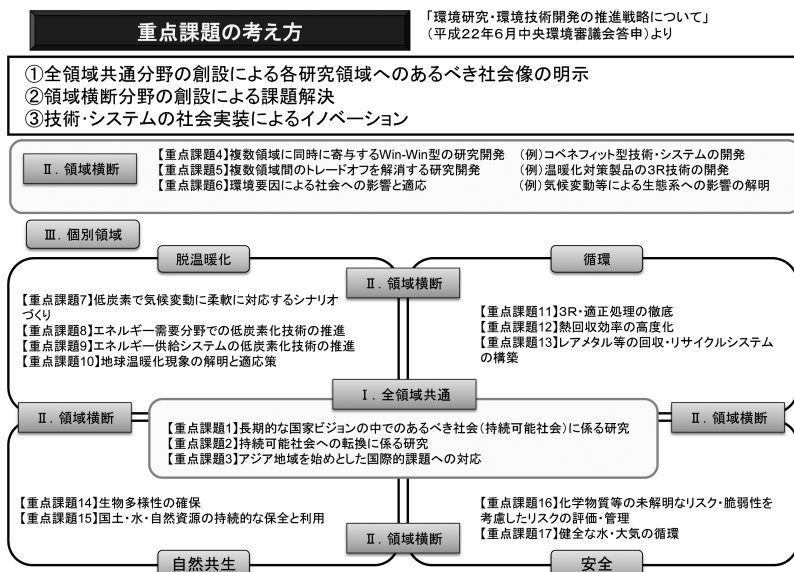 重点課題の考え方
「環境研究・環境技術開発の推進戦略について」
（平成２２年６月中央環境審議会答申）より
①全領域共通分野の創設による各研究領域へのあるべき社会像の明示
②領域横断分野の創設による課題解決
③技術・システムの社会実装によるイノベーション
Ⅱ．領域横断
【重点課題4】複数領域に同時に寄与するWin-Win型の研究開発 （例）コベネフィット型技術・システムの開発
【重点課題5】複数領域間のトレードオフを解消する研究開発 （例）温暖化対策製品の3R技術の開発
【重点課題6】環境要因による社会への影響と適応 （例）気候変動等による生態系への影響の解明
Ⅲ．個別領域
脱温暖化
【重点課題7】低炭素で気候変動に柔軟に対応するシナリオ
づくり
【重点課題8】エネルギー需要分野での低炭素化技術の推進
【重点課題9】エネルギー供給システムの低炭素化技術の推進
【重点課題10】地球温暖化現象の解明と適応策
Ⅱ．領域横断
循環
【重点課題11】3R・適正処理の徹底
【重点課題12】熱回収効率の高度化
【重点課題13】レアメタル等の回収・リサイクルシステム
の構築
Ⅰ．全領域共通
Ⅱ．領域横断
【重点課題1】長期的な国家ビジョンの中でのあるべき社会（持続可能社会）に係る研究
【重点課題2】持続可能社会への転換に係る研究
【重点課題3】アジア地域を始めとした国際的課題への対応
Ⅱ．領域横断
【重点課題14】生物多様性の確保
【重点課題15】国土・水・自然資源の持続的な保全と利用
自然共生
Ⅱ．領域横断
【重点課題16】化学物質等の未解明なリスク・脆弱性を
考慮したリスクの評価・管理
【重点課題17】健全な水・大気の循環
安全